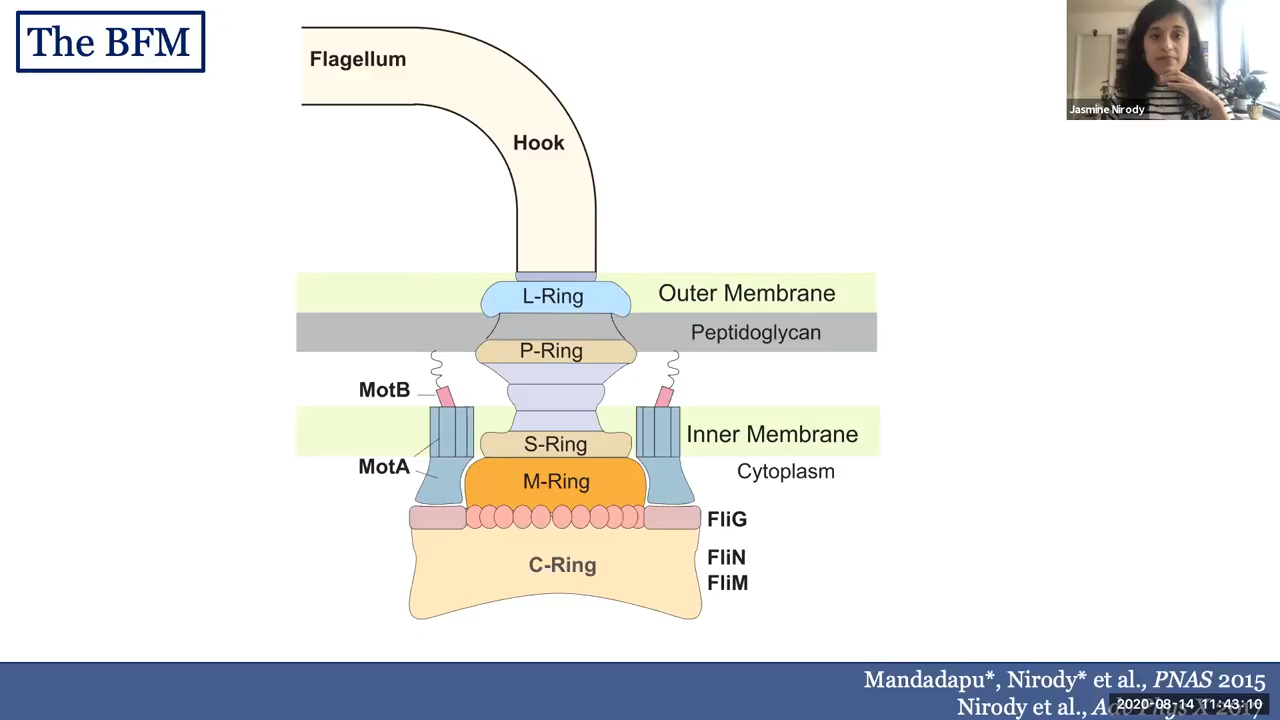 The BFM
Flagellum
Jasmine Nirody
Hook
L-Ring
Outer Membrane
Peptidoglycan
P-Ring
MotB
S-Ring
Inner Membrane
MotA
Cytoplasm
M-Ring
FliG
FliN
C-Ring
FliM
Mandadapu*, Nirody* et al., PNAS 2015
Nirody et al.,
2020-08-14 11:43:10